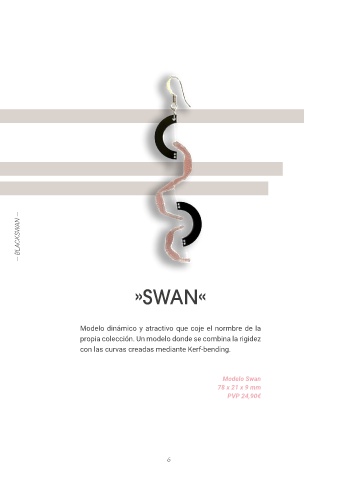 — BLACKSWAN —
»SWAN«
Modelo dinámico y atractivo que coje el normbre de la
propia colección. Un modelo donde se combina la rigidez
con las curvas creadas mediante Kerf-bending.
Modelo Swan
78 x 21 x 9 mm
PVP 24,90€
6